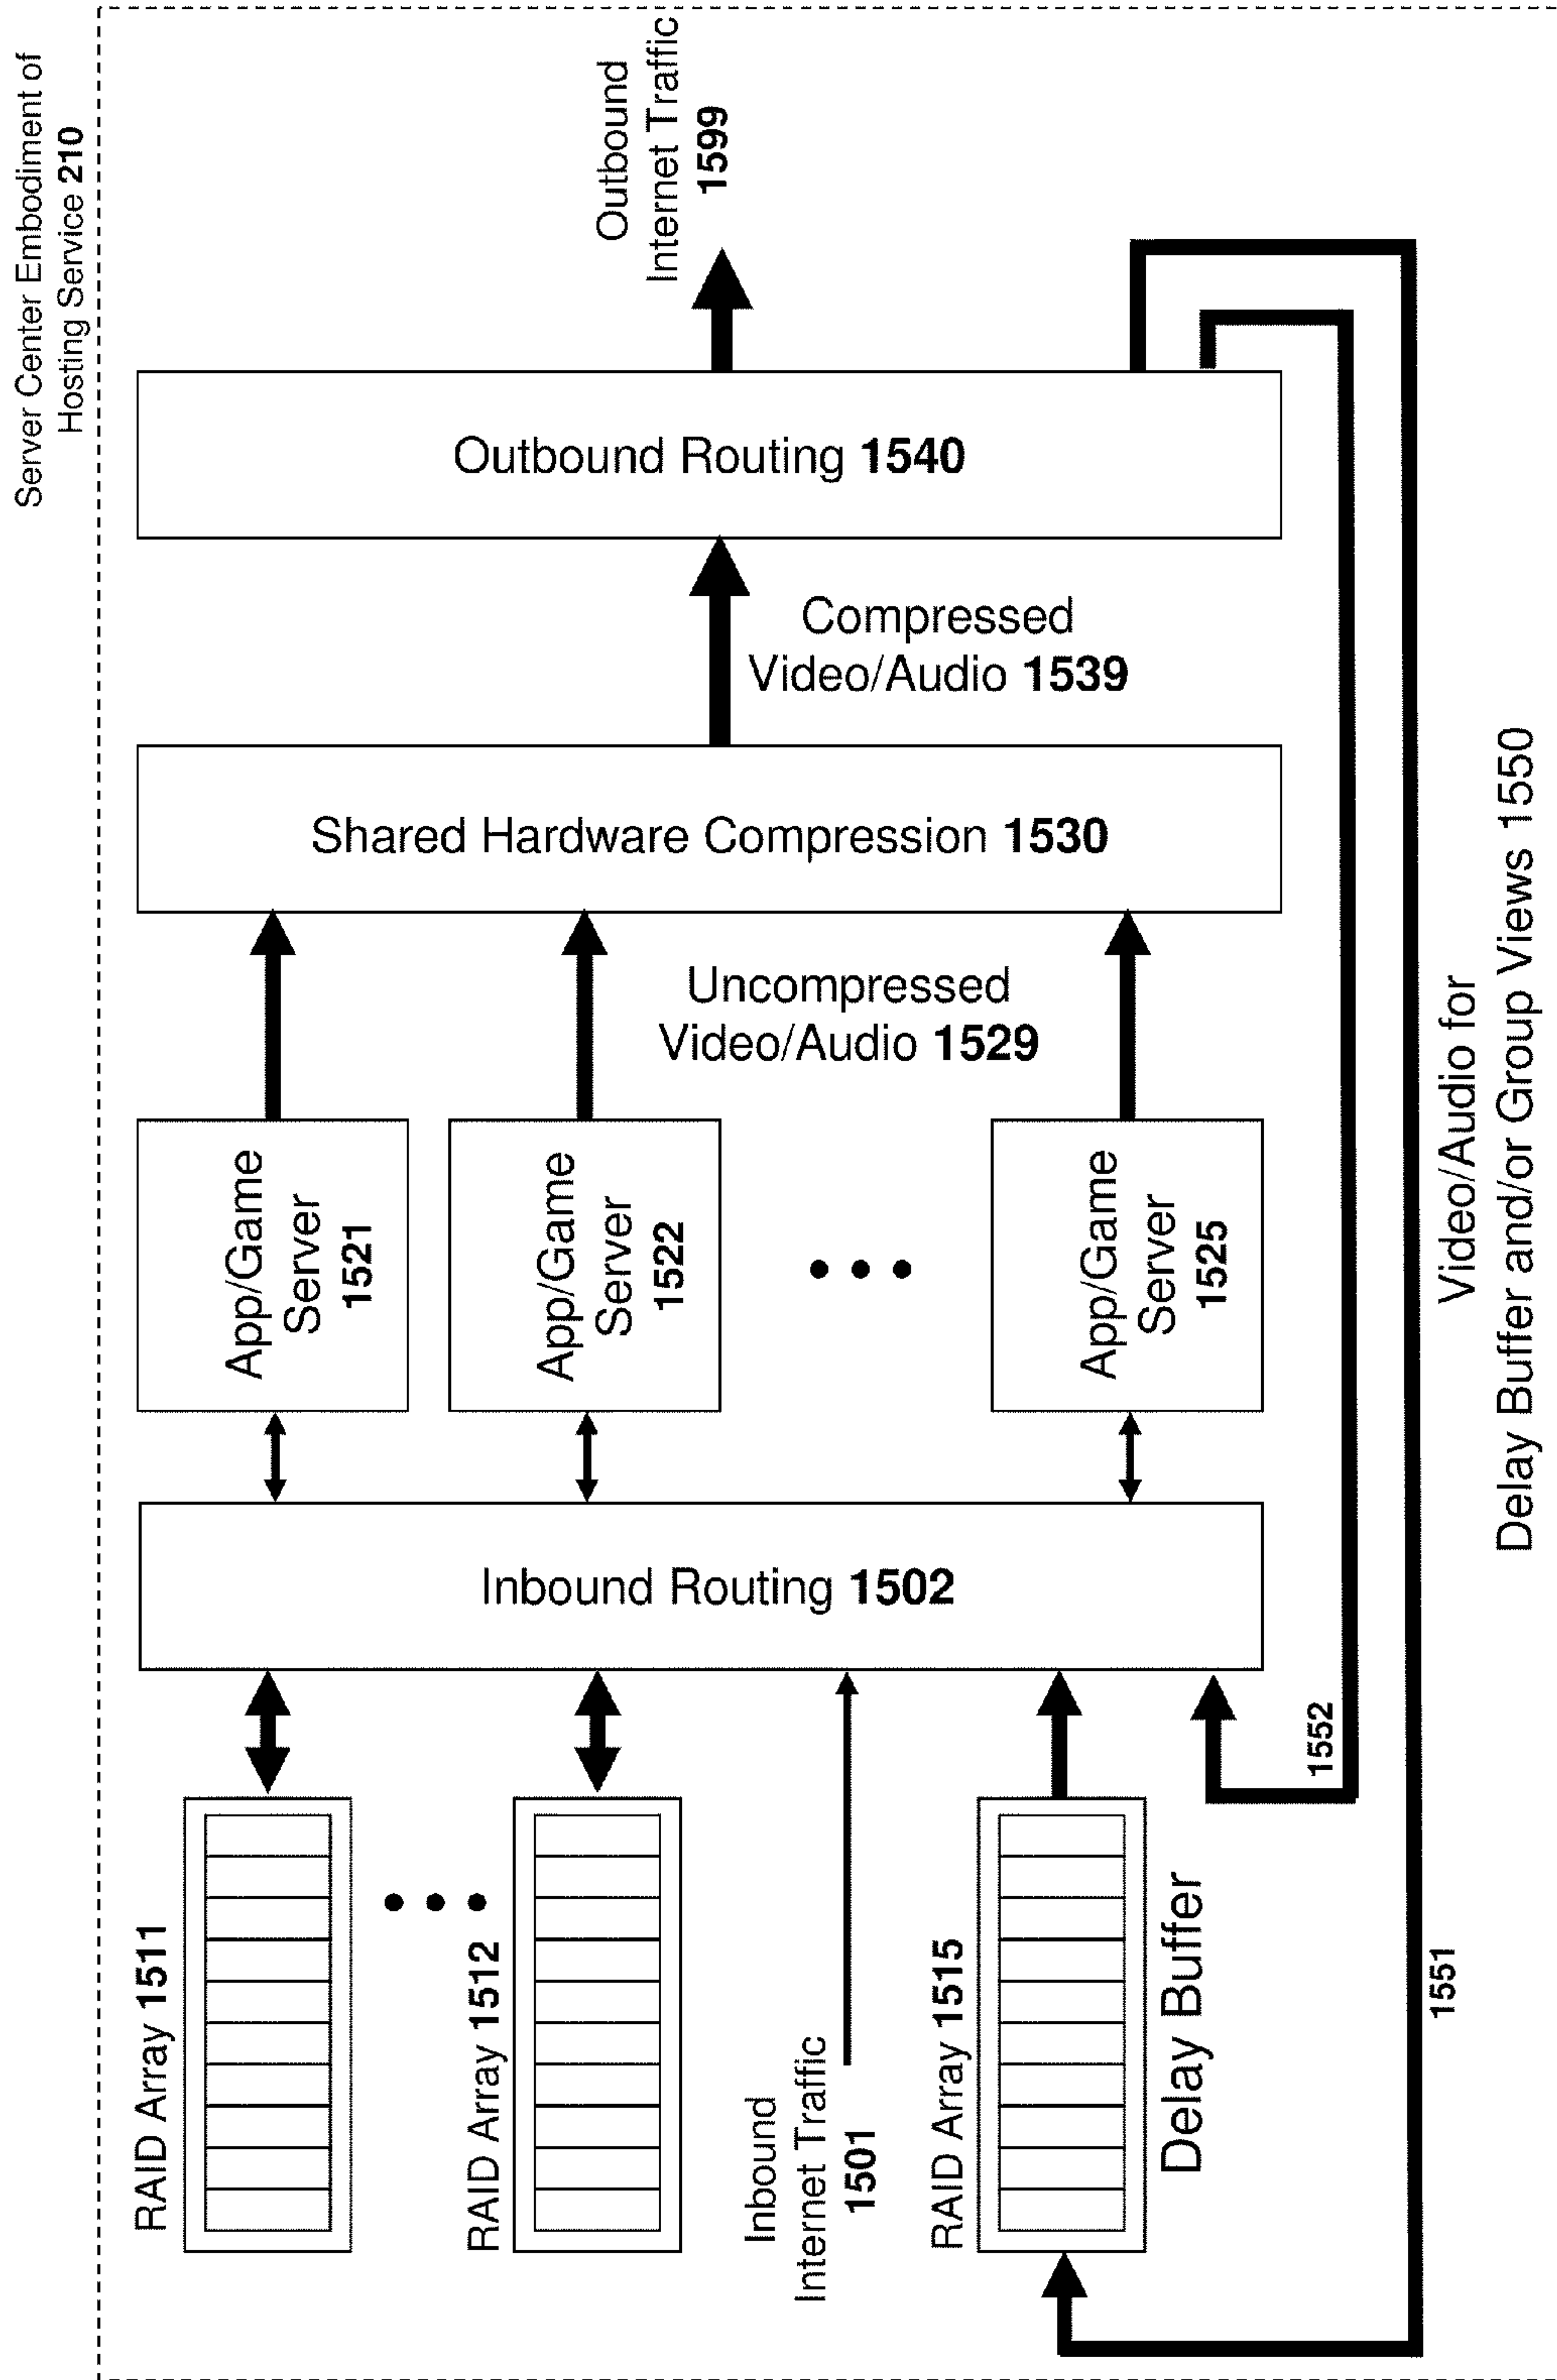 Server Center Embodiment of
Hosting Service 210
RAID Array 1511
RAID Array 1512
Inbound
Internet Traffic
1501
RAID Array 1515
Delay Buffer
Inbound Routing 1502
App/Game
Server
1521
App/Game
Server
1522
App/Game
Server
1525
Uncompressed
Video/Audio 1529
Shared Hardware Compression 1530
Compressed
Video/Audio 1539
Outbound Routing 1540
Outbound
Internet Traffic
1599
1552
1551
Video/Audio for
Delay Buffer and/or Group Views 1550